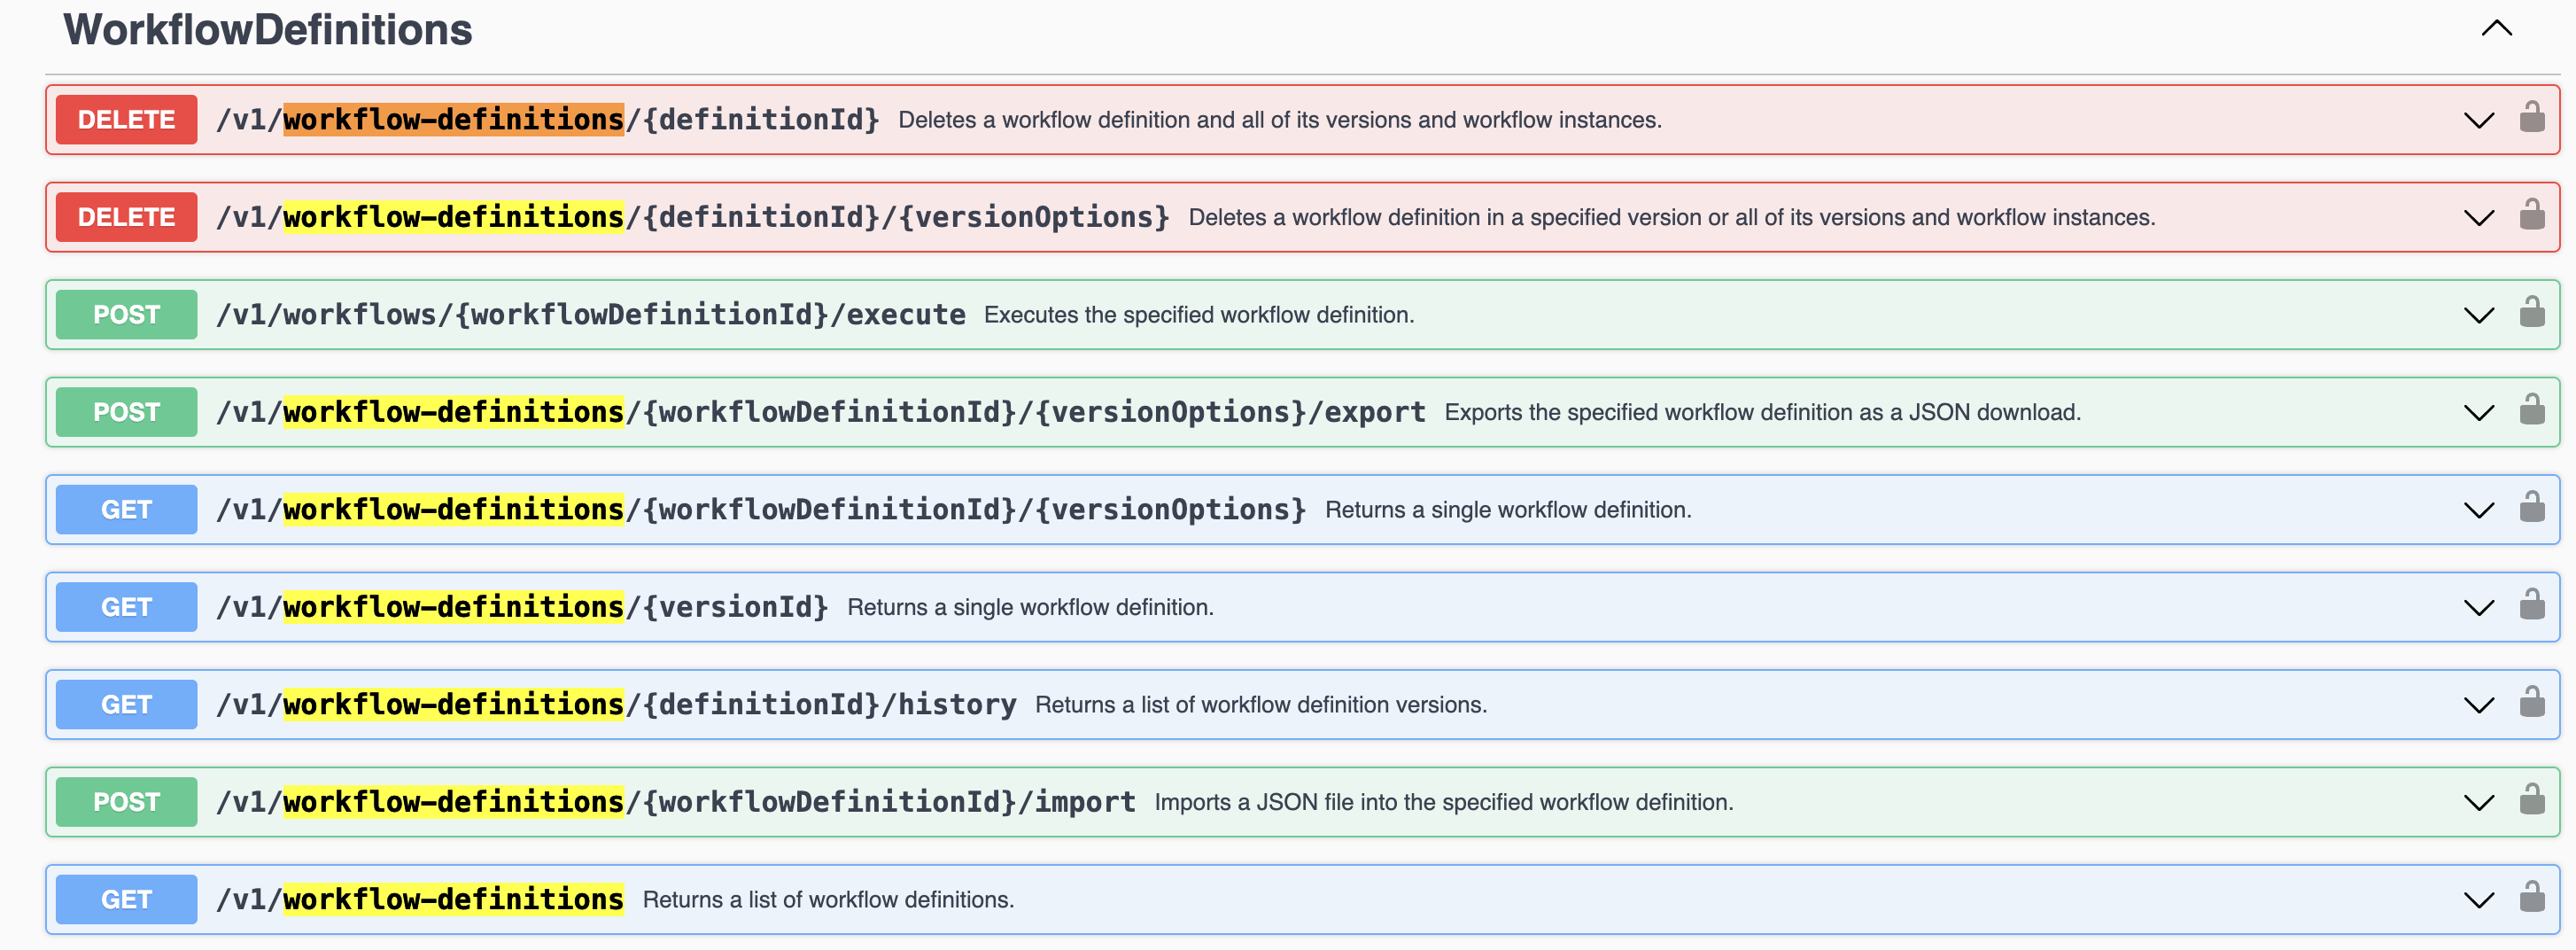 WorkflowDefinitions
DELETE /v1/workflow-definitions/{definitionId} Deletes a workflow definition and all of its versions and workflow instances.
DELETE /v1/workflow-definitions/{definitionId}/{versionOptions} Deletes a workflow definition in a specified version or all of its versions and workflow instances.
POST /v1/workflows/{workflowDefinitionId}/execute Executes the specified workflow definition.
POST /v1/workflow-definitions/{workflowDefinitionId}/{versionOptions}/export Exports the specified workflow definition as a JSON download.
GET /v1/workflow-definitions/{workflowDefinitionId}/{versionOptions} Returns a single workflow definition.
GET /v1/workflow-definitions/{versionId} Returns a single workflow definition.
GET /v1/workflow-definitions/{definitionId}/history Returns a list of workflow definition versions.
POST /v1/workflow-definitions/{workflowDefinitionId}/import Imports a JSON file into the specified workflow definition.
GET /v1/workflow-definitions Returns a list of workflow definitions.